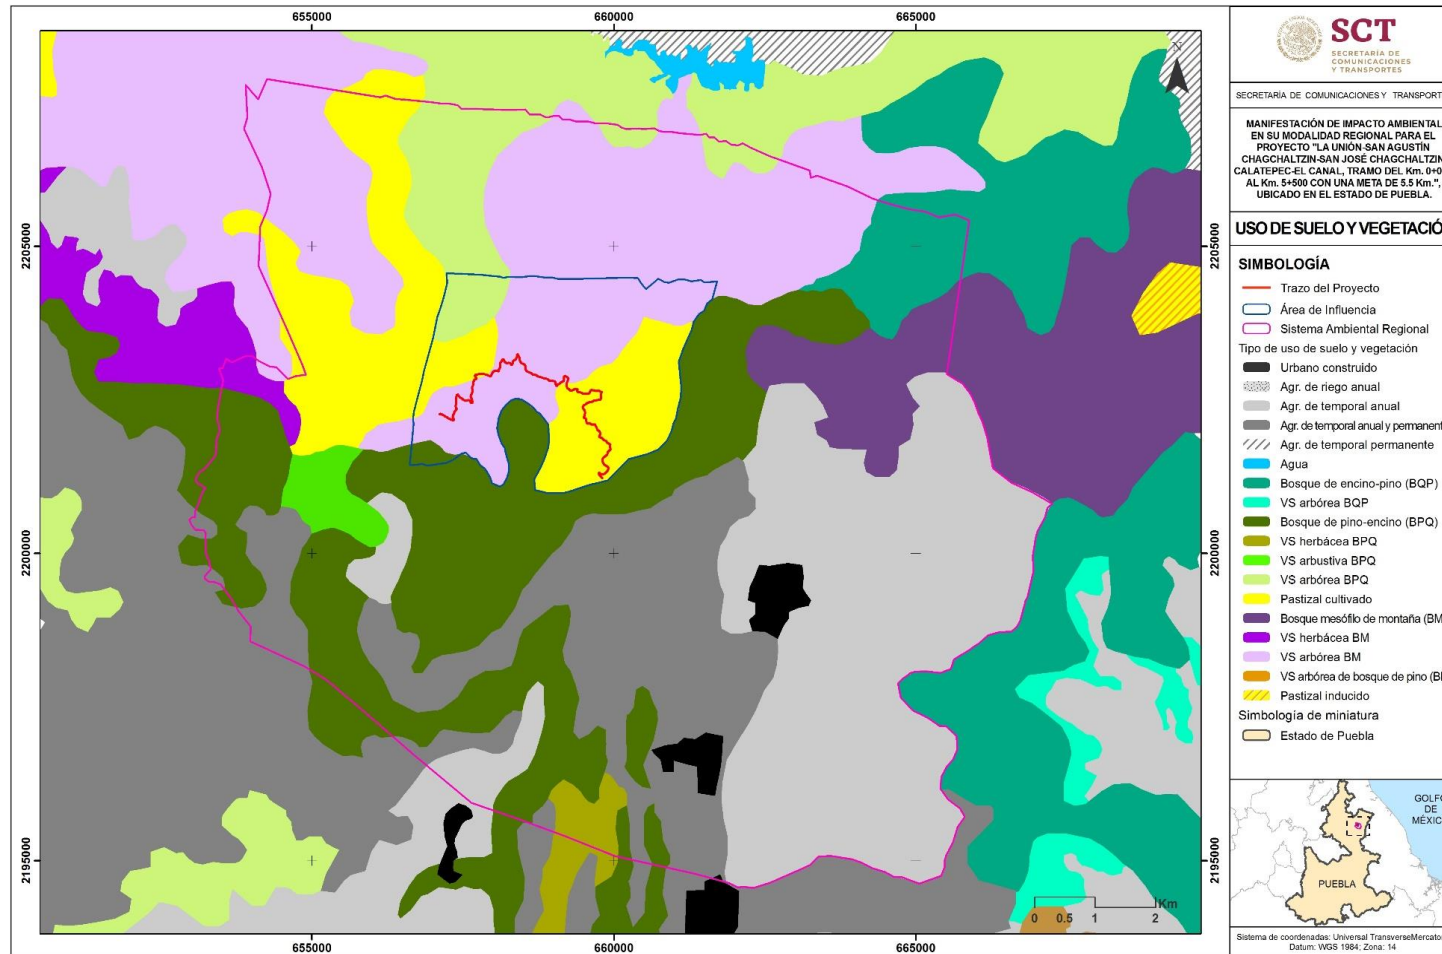 655000
660000
665000
2205000
2200000
2195000
2205000
2200000
2195000
655000
660000
665000
Km
0 0.5 1 2
N
SCT
SECRETARÍA DE
COMUNICACIONES
Y TRANSPORTES
SECRETARÍA DE COMUNICACIONES Y TRANSPORT
MANIFESTACIÓN DE IMPACTO AMBIENTAL
EN SU MODALIDAD REGIONAL PARA EL
PROYECTO "LA UNIÓN-SAN AGUSTÍN
CHAGCHALTZIN-SAN JOSÉ CHAGCHALTZIN
CALATEPEC-EL CANAL, TRAMO DEL Km. 0+0
AL Km. 5+500 CON UNA META DE 5.5 Km.",
UBICADO EN EL ESTADO DE PUEBLA.
USO DE SUELO Y VEGETACIÓ
SIMBOLOGÍA
Trazo del Proyecto
Área de Influencia
Sistema Ambiental Regional
Tipo de uso de suelo y vegetación
Urbano construido
Agr. de riego anual
Agr. de temporal anual
Agr. de temporal anual y permanent
Agr. de temporal permanente
Agua
Bosque de encino-pino (BQP)
VS arbórea BQP
Bosque de pino-encino (BPQ)
VS herbácea BPQ
VS arbustiva BPQ
VS arbórea BPQ
Pastizal cultivado
Bosque mesófilo de montaña (BM
VS herbácea BM
VS arbórea BM
VS arbórea de bosque de pino (B
Pastizal inducido
Simbología de miniatura
Estado de Puebla
GOLFO
DE
MÉXIC
PUEBLA
Sistema de coordenadas: Universal TransverseMercato
Datum: WGS 1984; Zona: 14